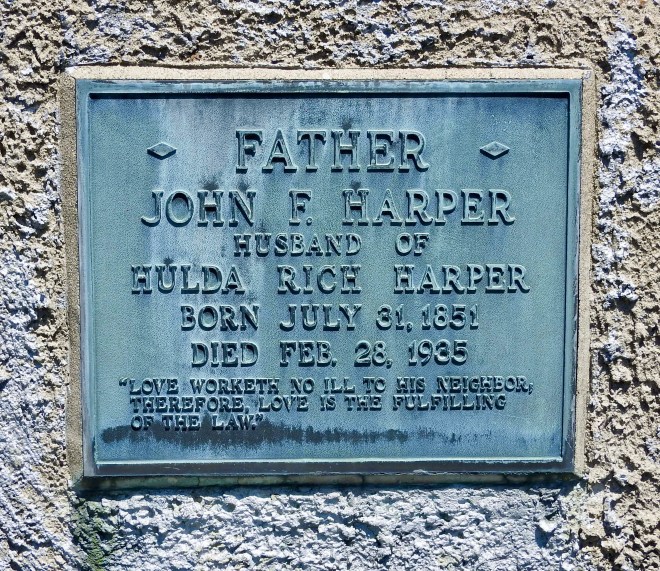 FATHER
JOHN F. HARPER
HUSBAND OF
HULDA RICH HARPER
BORN JULY 31, 1851
DIED FEB. 28, 1935
"LOVE WORKETH NO ILL TO HIS NEIGHBOR;
THEREFORE, LOVE IS THE FULFILLING
OF THE LAW."